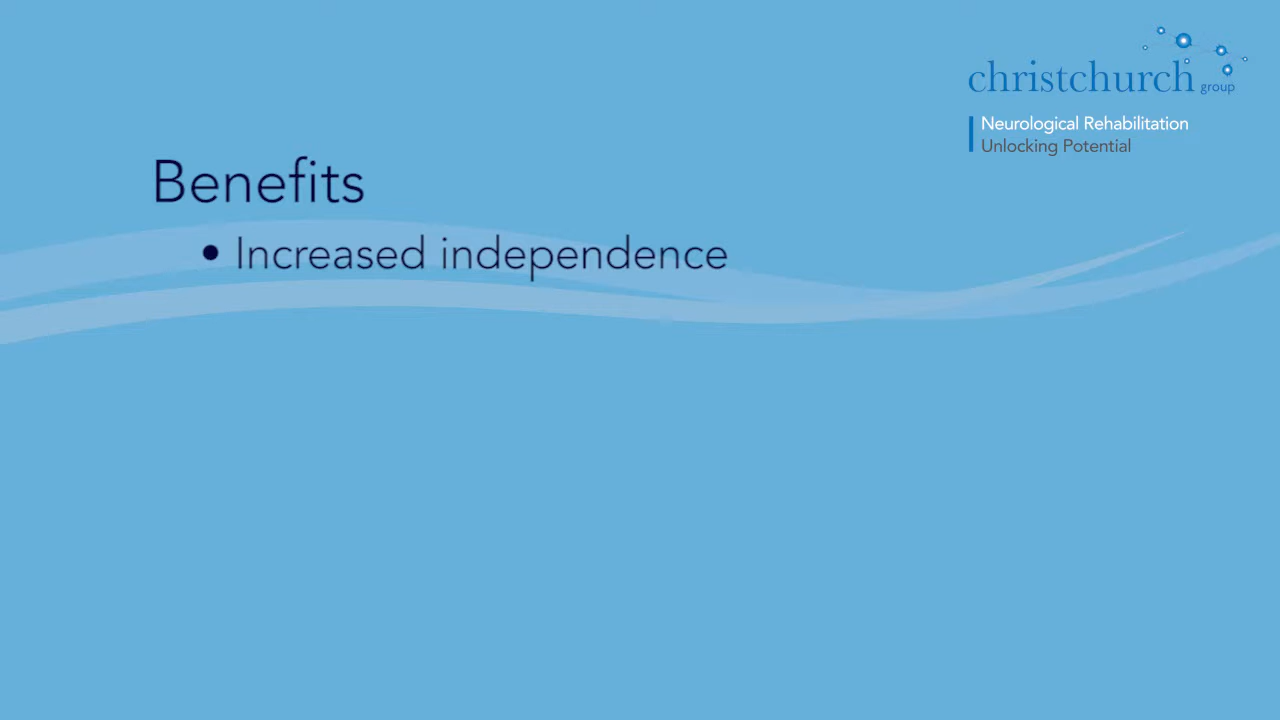 christchurch group
Neurological Rehabilitation
Unlocking Potential
Benefits
• Increased independence